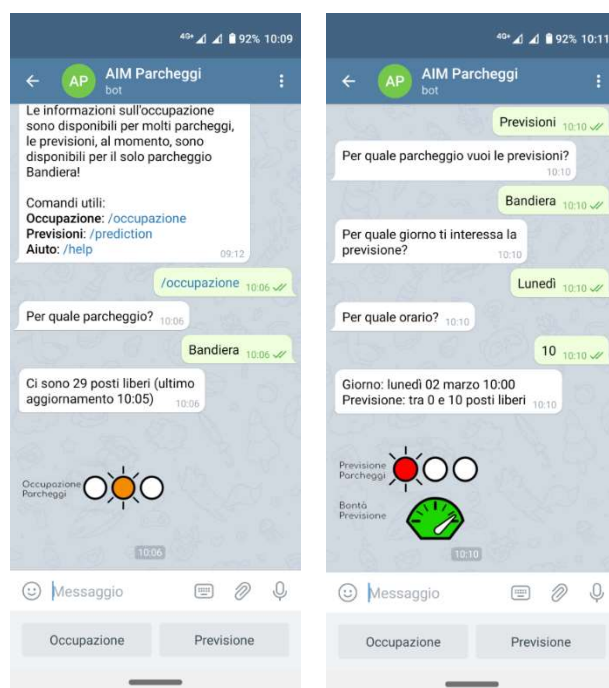 4G+ 92% 10:09
AP
AIM Parcheggi
bot
Le informazioni sull'occupazione
sono disponibili per molti parcheggi,
le previsioni, al momento, sono
disponibili per il solo parcheggio
Bandiera!
Comandi utili:
Occupazione: /occupazione
Previsioni: /prediction
Aiuto: /help
09:12
/occupazione 10:06
Per quale parcheggio? 10:06
Bandiera 10:06
Ci sono 29 posti liberi (ultimo
aggiornamento 10:05) 10:06
Occupazione
Parcheggi
10:06
Messaggio
Occupazione Previsione
4G+ 92% 10:11
AP
AIM Parcheggi
bot
Previsioni 10:10
Per quale parcheggio vuoi le previsioni?
10:10
Bandiera 10:10
Per quale giorno ti interessa la
previsione? 10:10
Lunedì 10:10
Per quale orario? 10:10
10 10:10
Giorno: lunedì 02 marzo 10:00
Previsione: tra 0 e 10 posti liberi 10:10
Previsione
Parcheggi
Bontà
Previsione
10:10
Messaggio
Occupazione Previsione